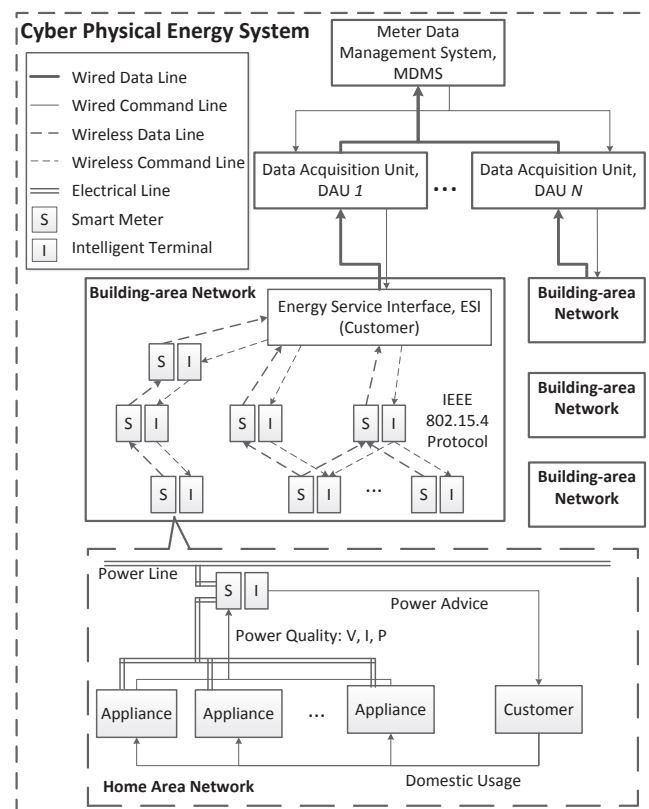 Cyber Physical Energy System
Meter Data
Management System,
MDMS
Wired Data Line
Wired Command Line
Wireless Data Line
Wireless Command Line
Electrical Line
S Smart Meter
I Intelligent Terminal
Data Acquisition Unit,
DAU 1
...
Data Acquisition Unit,
DAU N
Building-area Network
Energy Service Interface, ESI
(Customer)
Building-area
Network
S I
IEEE
802.15.4
Protocol
S I
S I
S I
Building-area
Network
S I
S I
...
S I
Building-area
Network
Power Line
S I
Power Advice
Power Quality: V, I, P
Appliance
Appliance
...
Appliance
Customer
Home Area Network
Domestic Usage